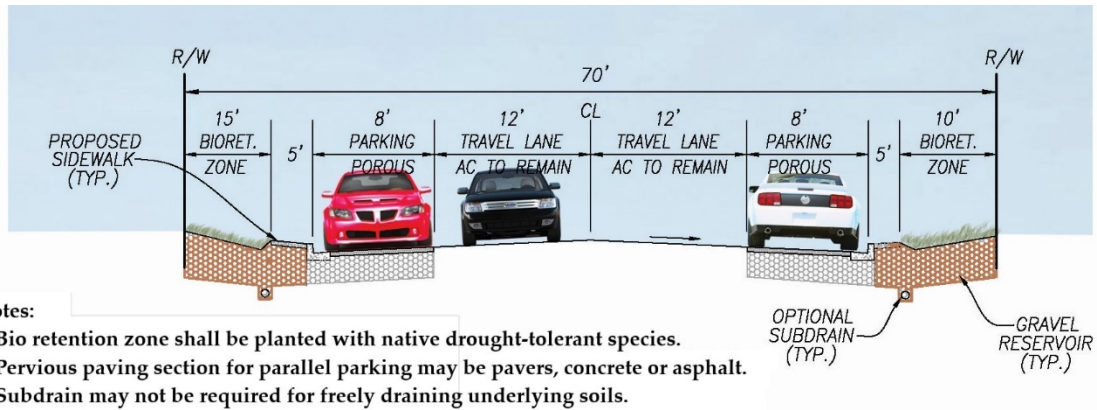 R/W
R/W
70'
15'
BIORET.
ZONE
5'
8'
PARKING
POROUS
12'
TRAVEL LANE
AC TO REMAIN
CL
12'
TRAVEL LANE
AC TO REMAIN
8'
PARKING
POROUS
5'
10'
BIORET.
ZONE
PROPOSED
SIDEWALK
(TYP.)
OPTIONAL
SUBDRAIN
(TYP.)
GRAVEL
RESERVOIR
(TYP.)
otes:
Bio retention zone shall be planted with native drought-tolerant species.
Pervious paving section for parallel parking may be pavers, concrete or asphalt.
Subdrain may not be required for freely draining underlying soils.